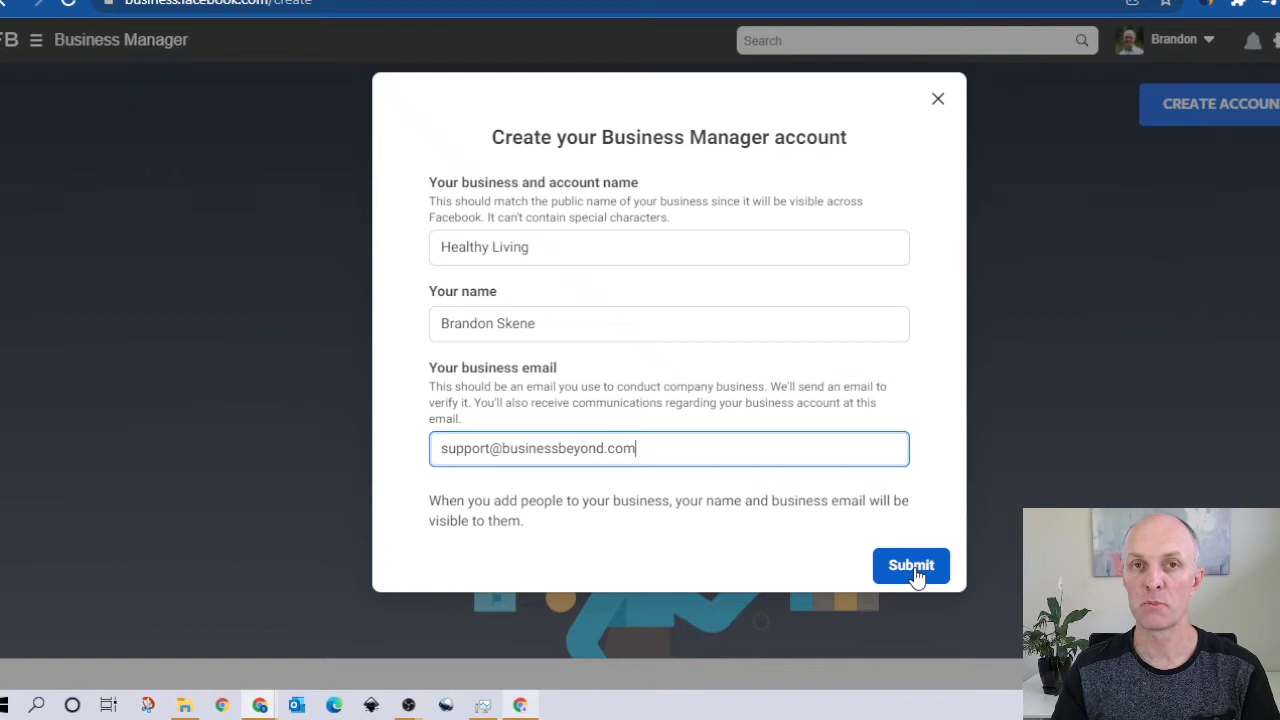 business.facebook.com/create
FB Business Manager
Search
Brandon
CREATE ACCOUN
Create your Business Manager account
Your business and account name
This should match the public name of your business since it will be visible across
Facebook. It can't contain special characters.
Healthy Living
Your name
Brandon Skene
Your business email
This should be an email you use to conduct company business. We'll send an email to
verify it. You'll also receive communications regarding your business account at this
email.
support@businessbeyond.com
When you add people to your business, your name and business email will be
visible to them.
Submit